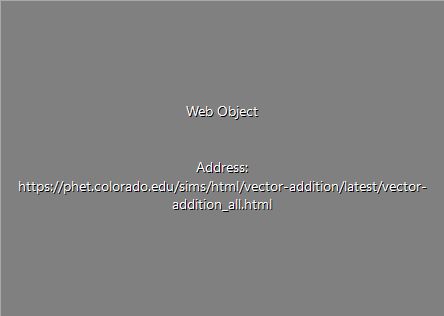 Web Object
Address:
https://phet.colorado.edu/sims/html/vector-addition/latest/vector-
addition_all.html